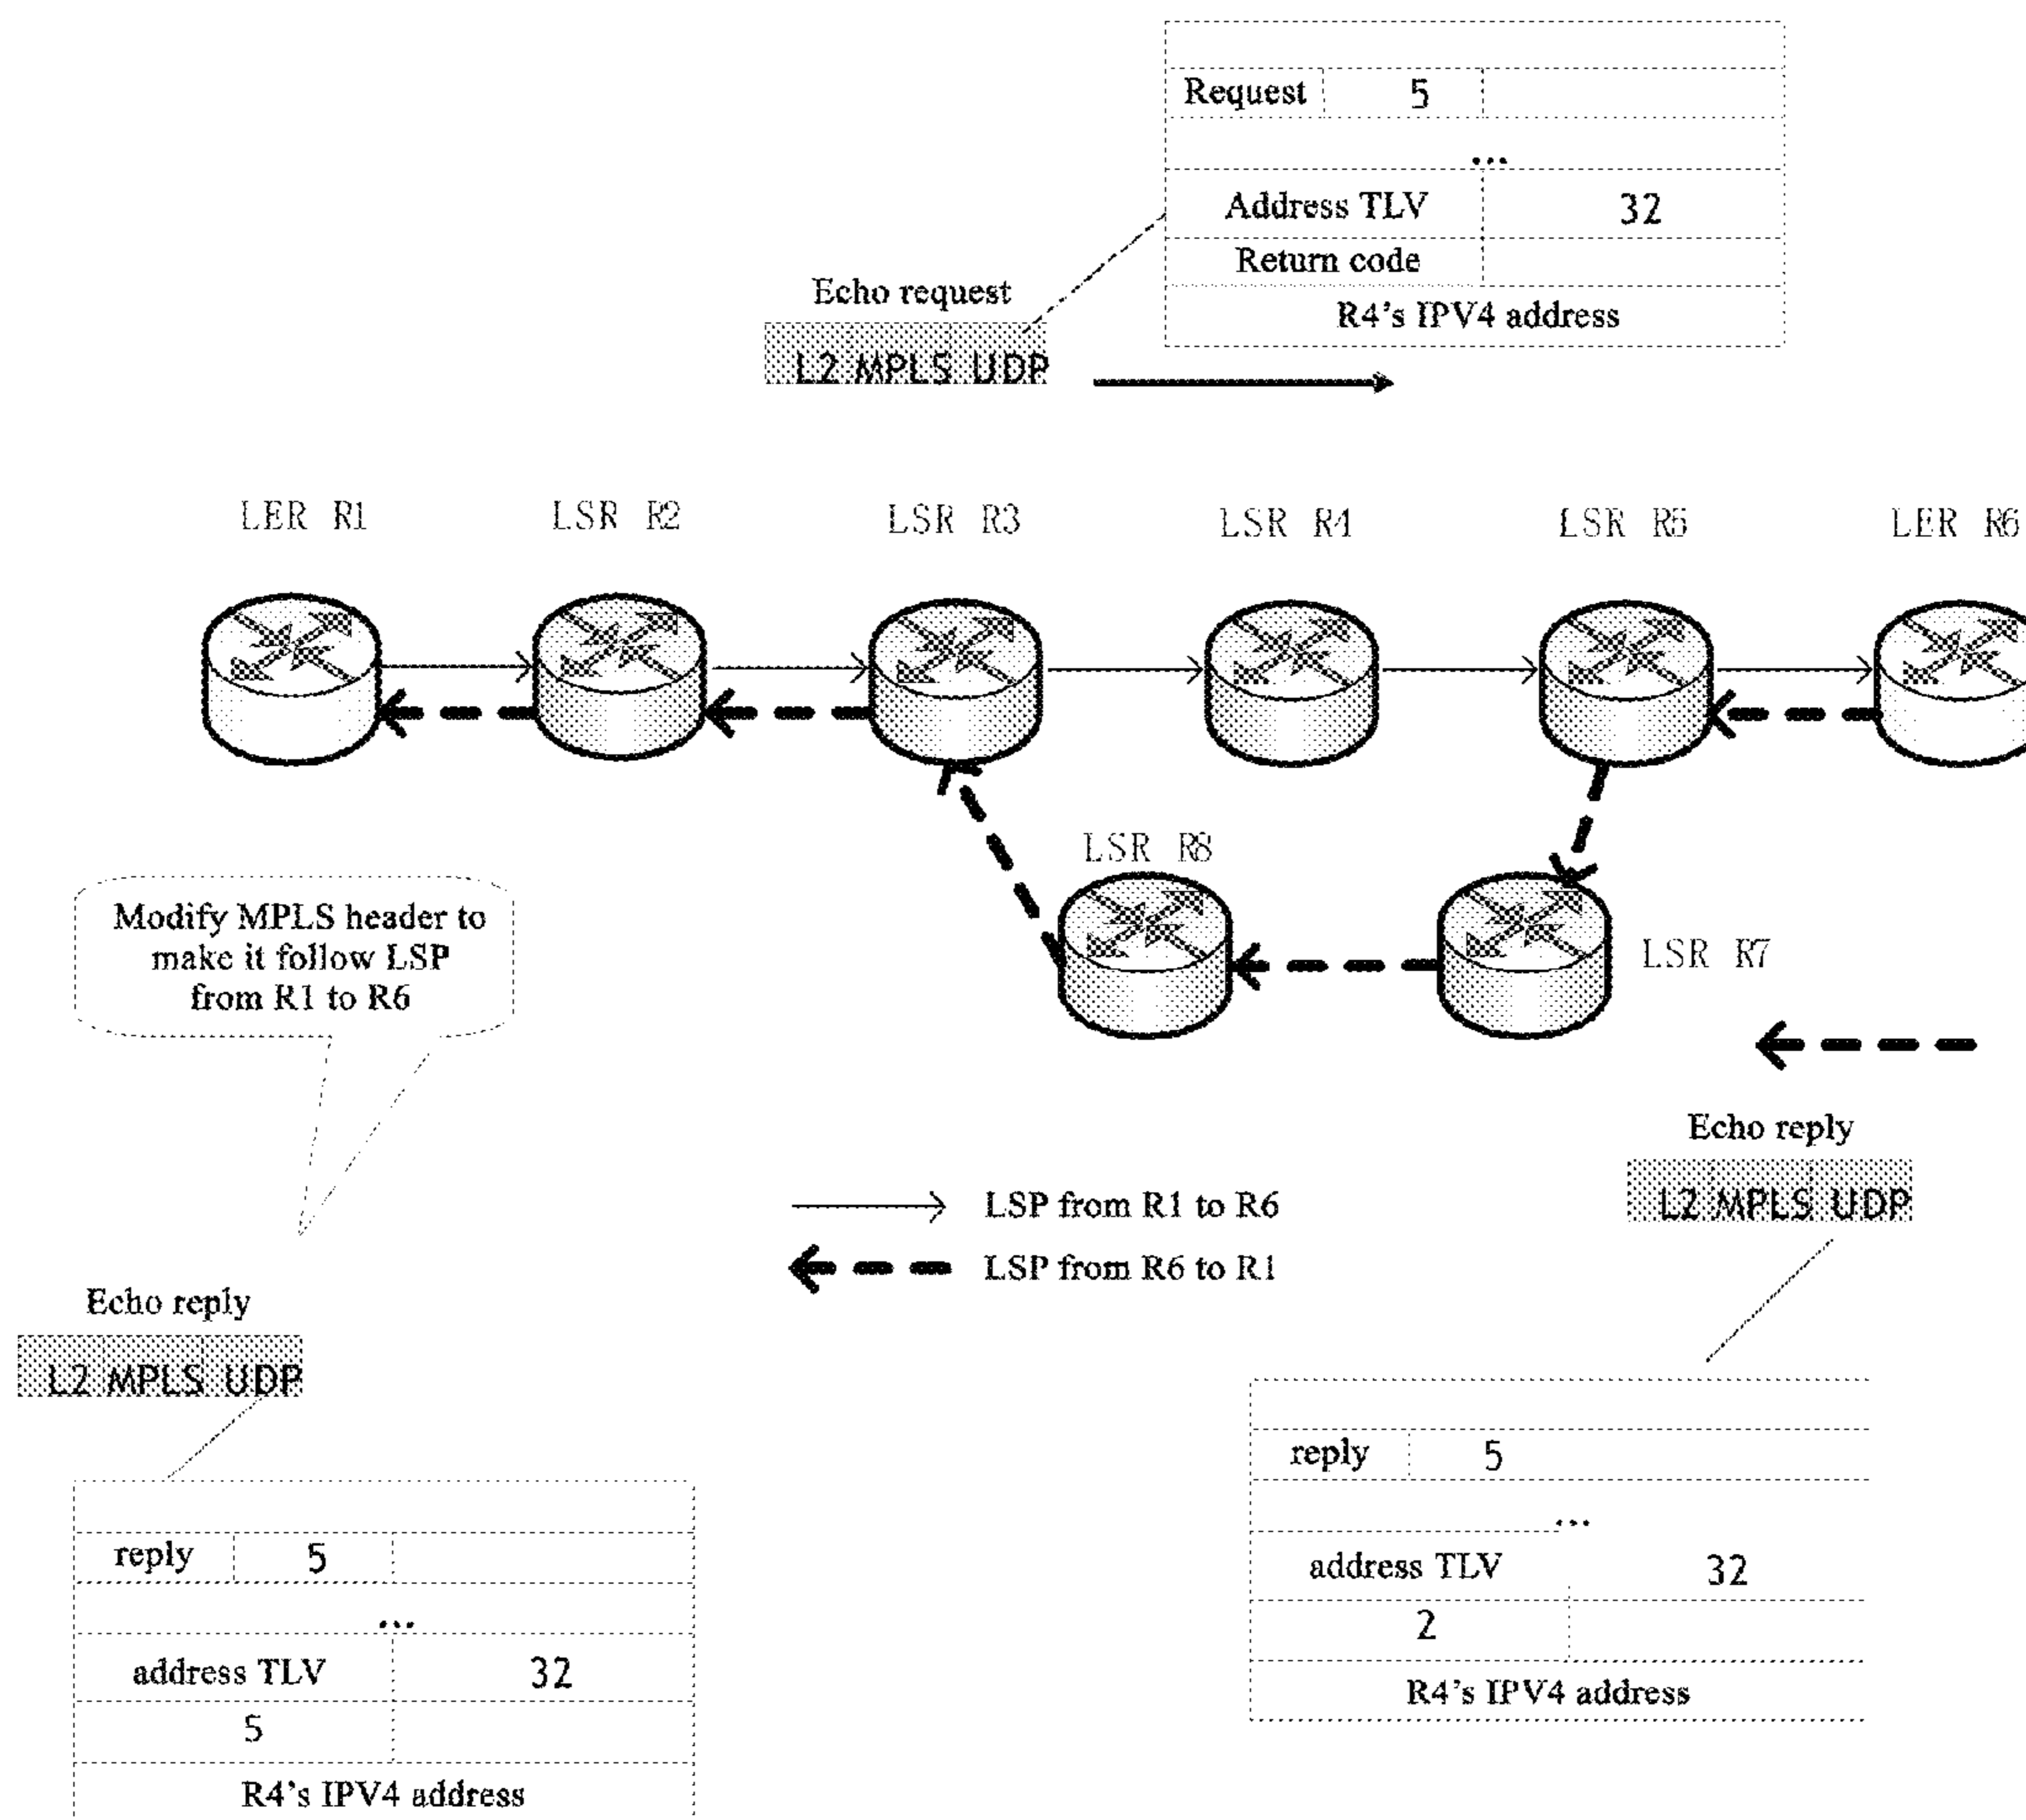 Request 5
...
Address TLV 32
Return code
R4's IPV4 address
Echo request
L2 MPLS UDP
LER R1 LSR R2 LSR R3 LSR R4 LSR R5 LER R6
LSR R8
LSR R7
Modify MPLS header to
make it follow LSP
from R1 to R6
Echo reply
L2 MPLS UDP
LSP from R1 to R6
LSP from R6 to R1
Echo reply
L2 MPLS UDP
reply 5
...
address TLV 32
2
R4's IPV4 address
reply 5
...
address TLV 32
5
R4's IPV4 address